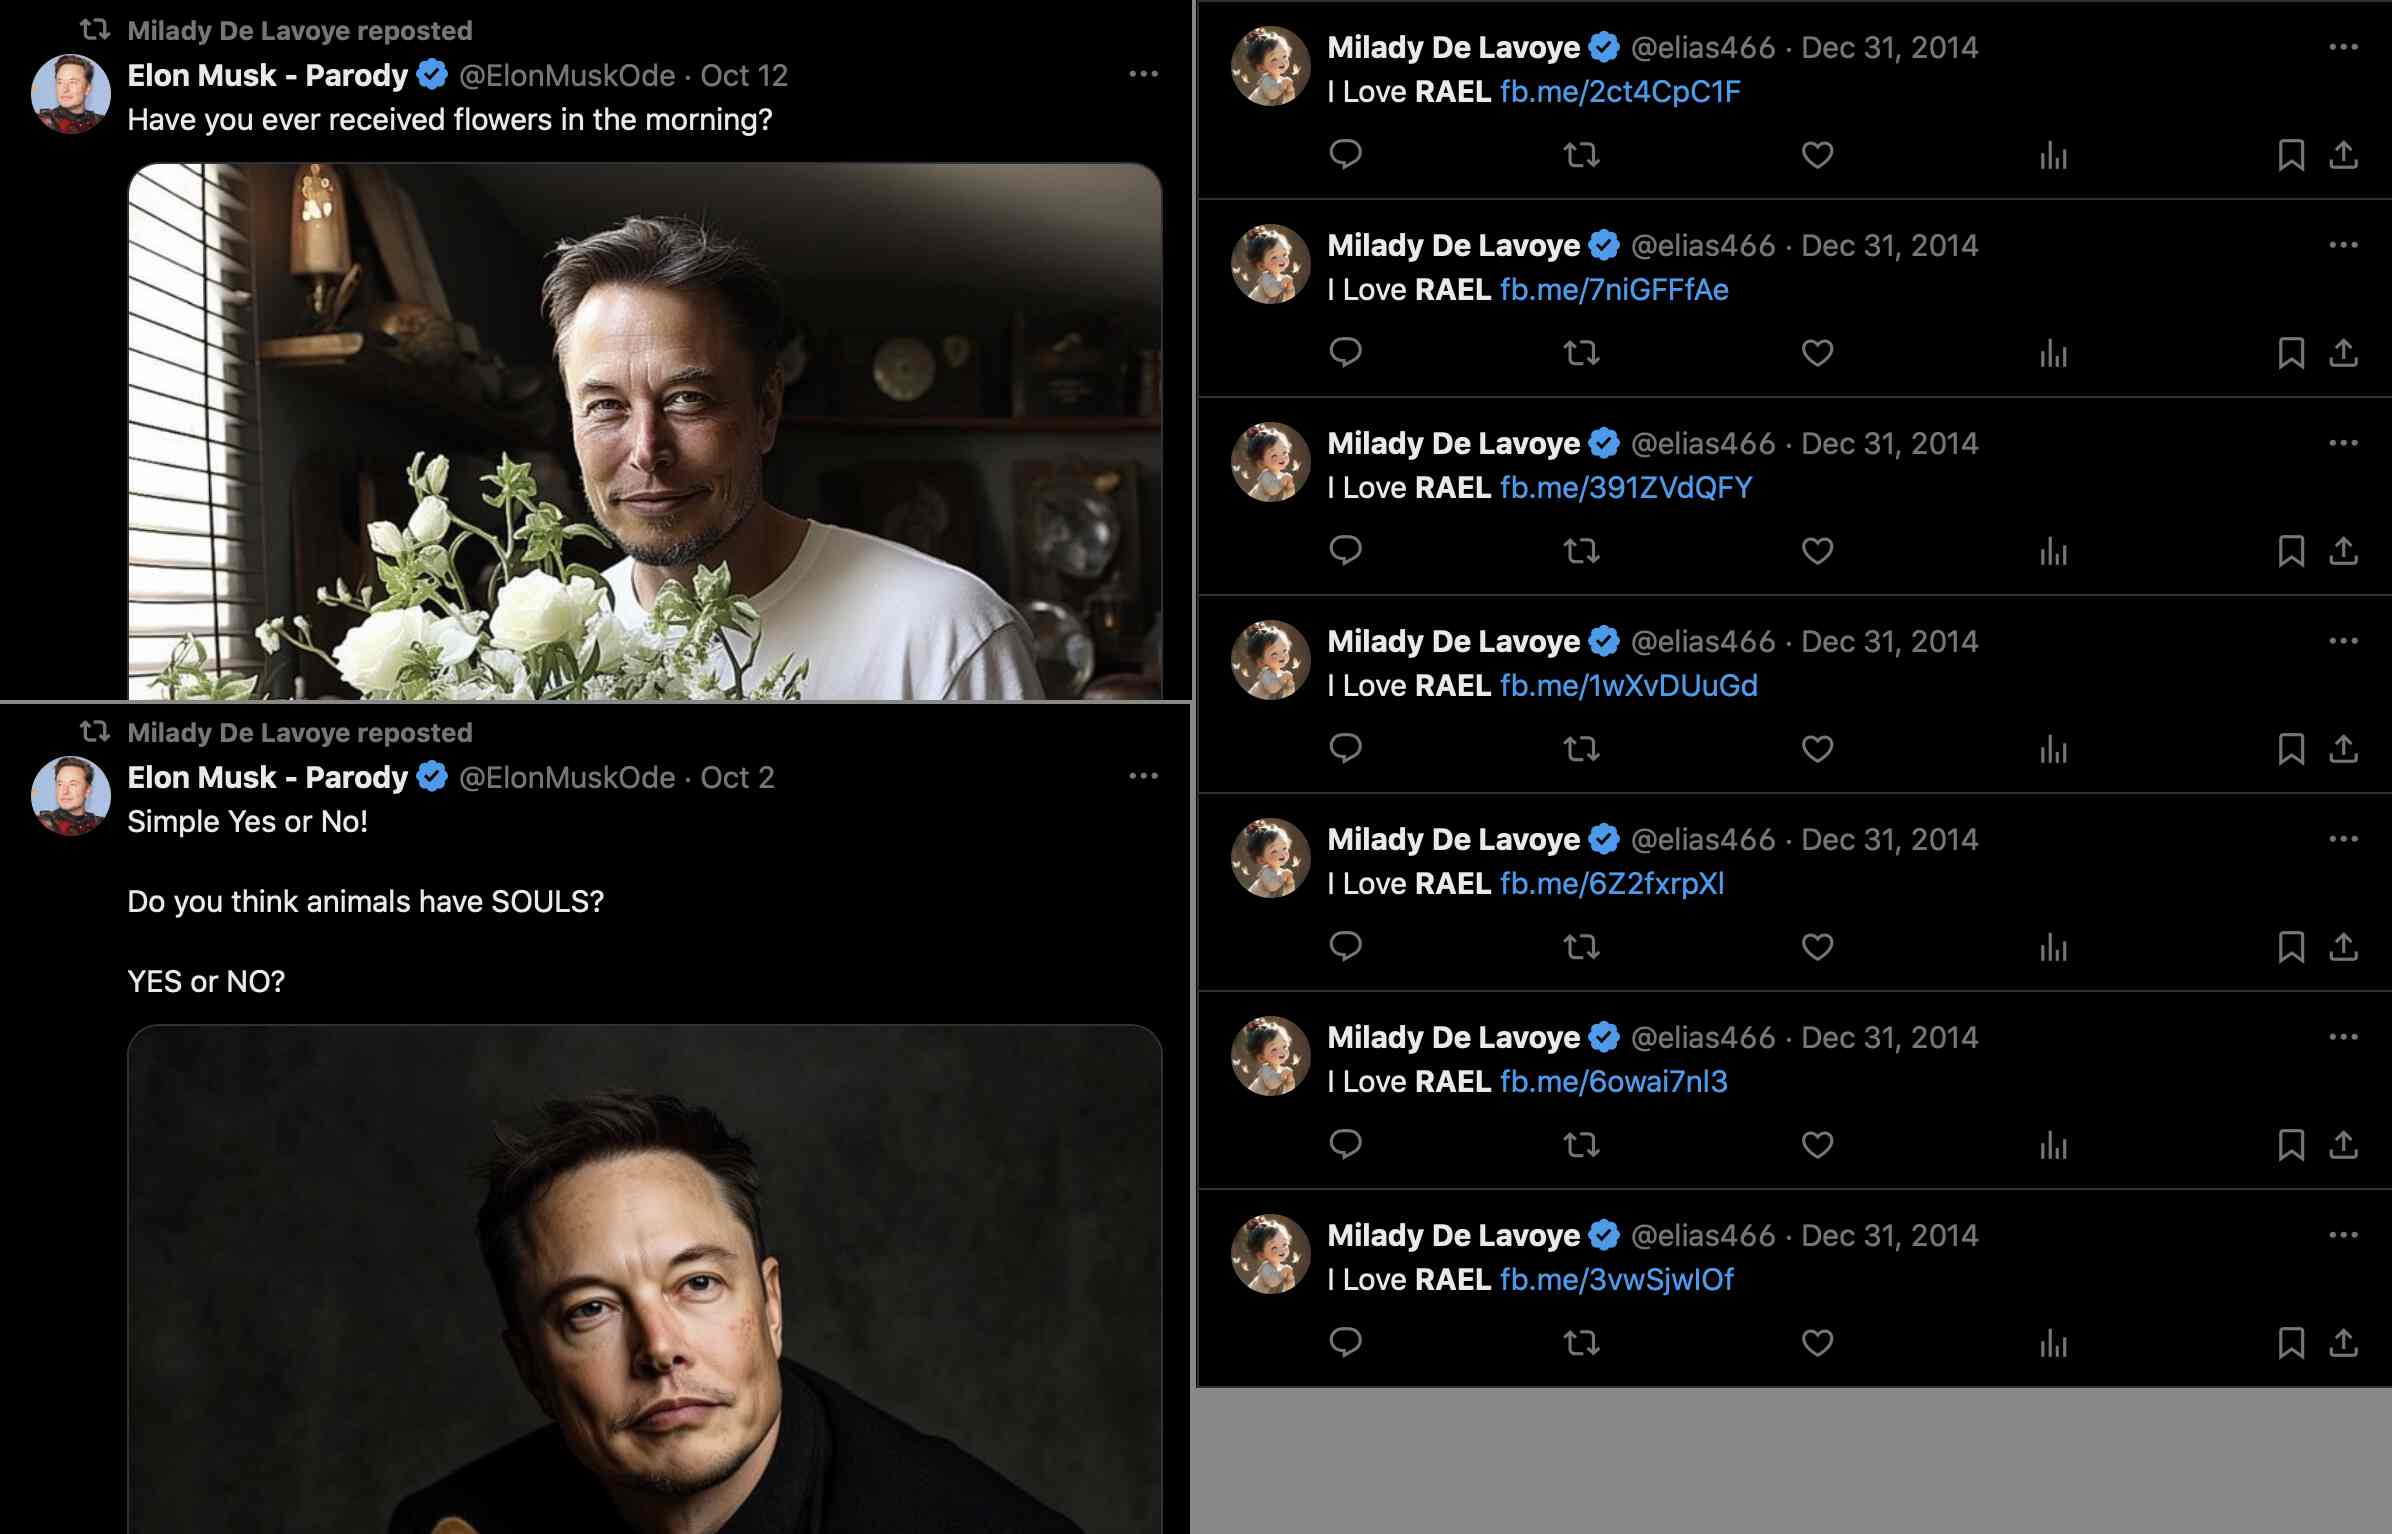 Milady De Lavoye reposted
Elon Musk - Parody @ElonMuskOde · Oct 12
Have you ever received flowers in the morning?
Milady De Lavoye reposted
Elon Musk - Parody @ElonMuskOde · Oct 2
Simple Yes or No!
Do you think animals have SOULS?
YES or NO?
Milady De Lavoye @elias466 · Dec 31, 2014
I Love RAEL fb.me/2ct4CpC1F
Milady De Lavoye @elias466 · Dec 31, 2014
I Love RAEL fb.me/7niGFFfAe
Milady De Lavoye @elias466 · Dec 31, 2014
I Love RAEL fb.me/391ZVdQFY
Milady De Lavoye @elias466 · Dec 31, 2014
I Love RAEL fb.me/1wXvDUuGd
Milady De Lavoye @elias466 · Dec 31, 2014
I Love RAEL fb.me/6Z2fxrpXl
Milady De Lavoye @elias466 · Dec 31, 2014
I Love RAEL fb.me/6owai7nl3
Milady De Lavoye @elias466 · Dec 31, 2014
I Love RAEL fb.me/3vwSjwIOf